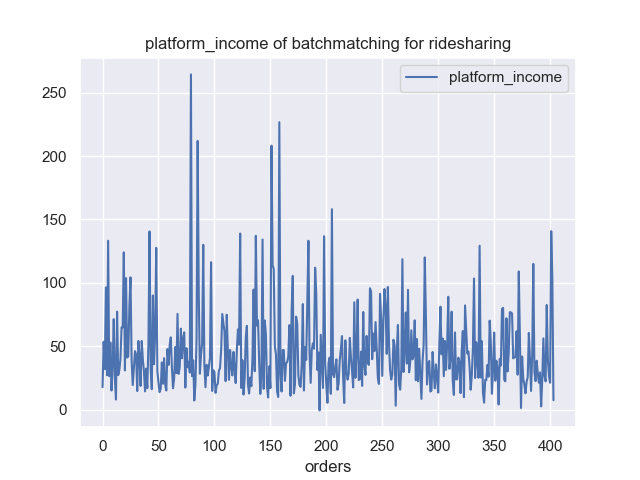 platform_income of batchmatching for ridesharing
platform_income
250
200
150
100
50
0
0 50 100 150 200 250 300 350 400
orders